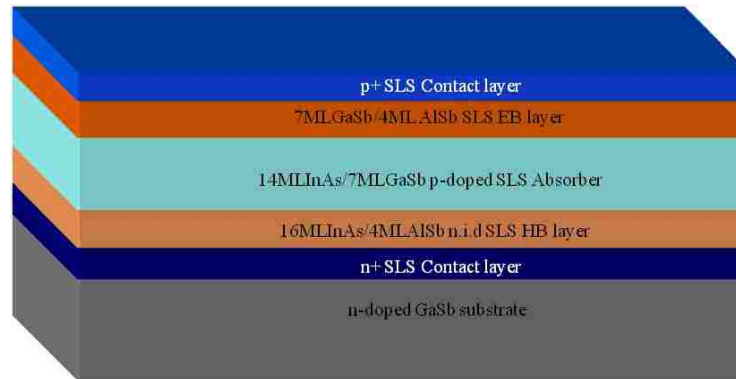 p+ SLS Contact layer
7MLGaSb/4ML AlSb SLS EB layer
14MLInAs/7MLGaSb p-doped SLS Absorber
16MLInAs/4MLAlSb n.i.d SLS HB layer
n+ SLS Contact layer
n-doped GaSb substrate